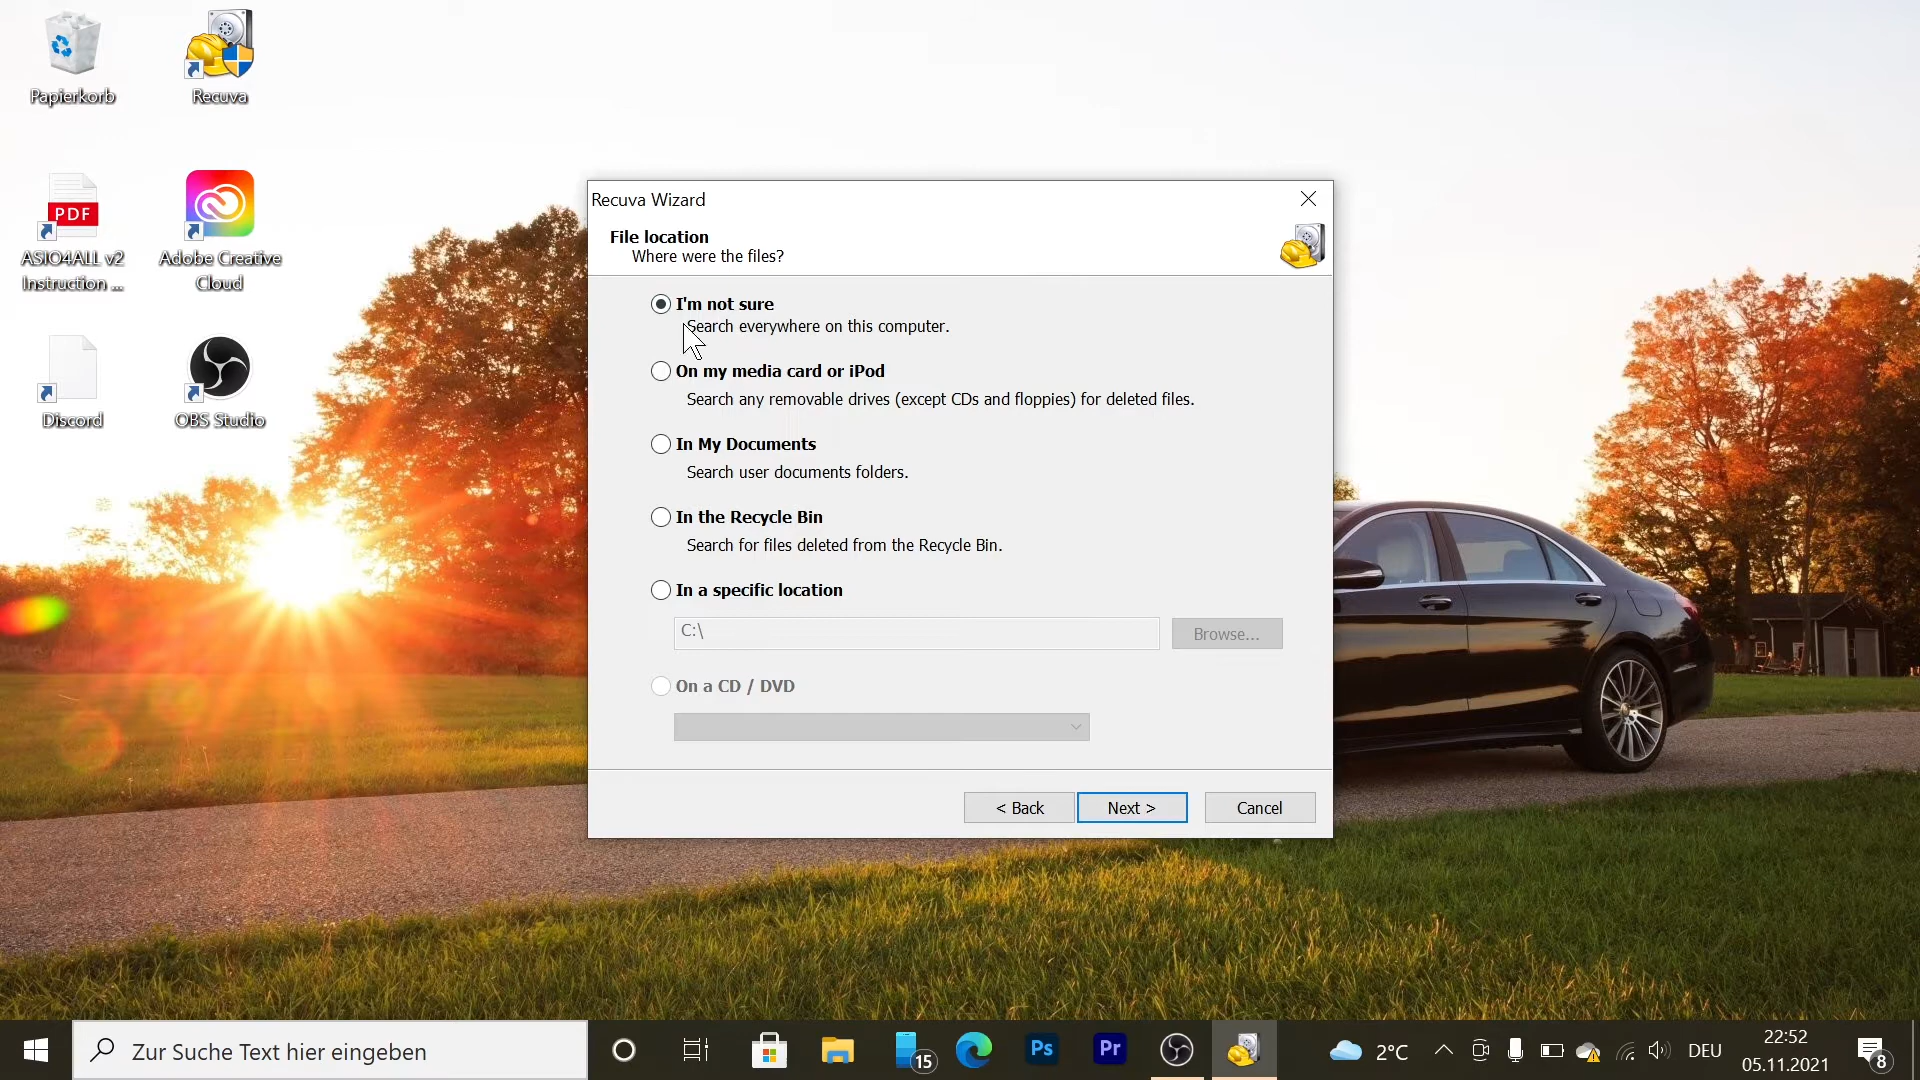 Papierkorb
Recuva
PDF
ASIO4ALL v2
Instruction ...
Adobe Creative
Cloud
Discord
OBS Studio
Recuva Wizard
File location
Where were the files?
I'm not sure
Search everywhere on this computer.
On my media card or iPod
Search any removable drives (except CDs and floppies) for deleted files.
In My Documents
Search user documents folders.
In the Recycle Bin
Search for files deleted from the Recycle Bin.
In a specific location
C:\
Browse...
On a CD / DVD
< Back
Next >
Cancel
Zur Suche Text hier eingeben
15
Ps
Pr
2°C
DEU
22:52
05.11.2021
8